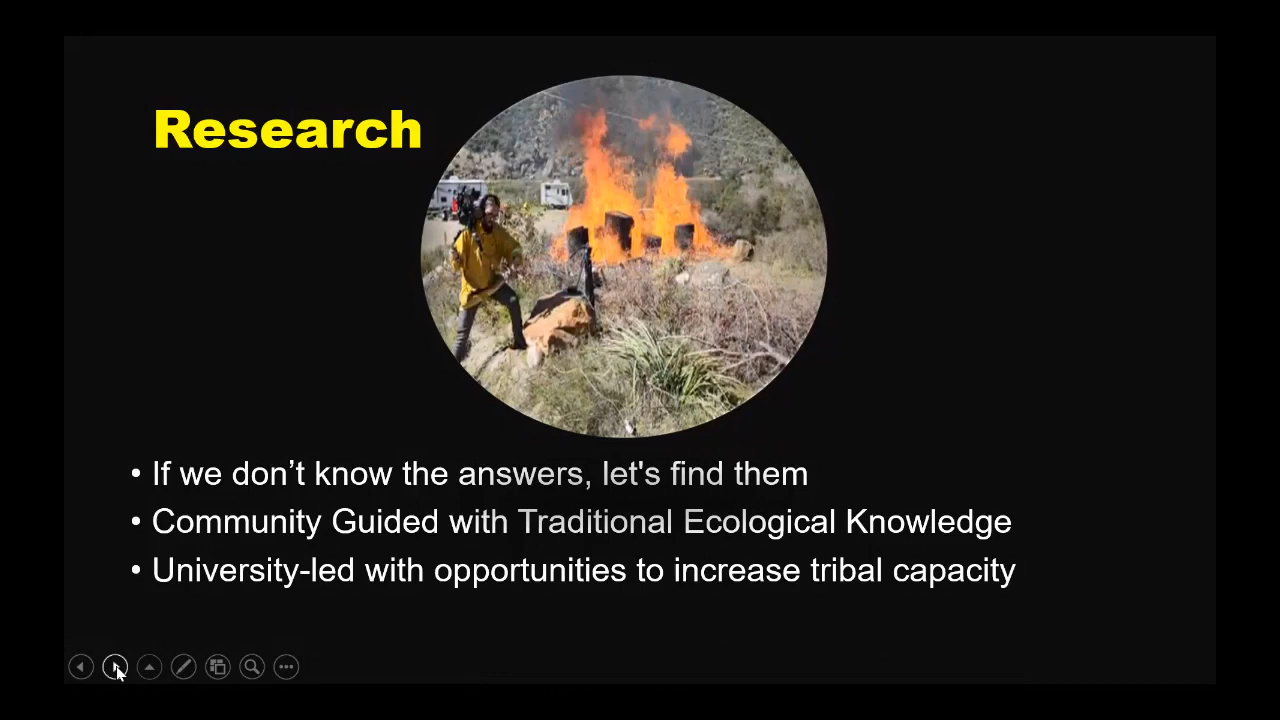 Research
• If we don’t know the answers, let's find them
• Community Guided with Traditional Ecological Knowledge
• University-led with opportunities to increase tribal capacity